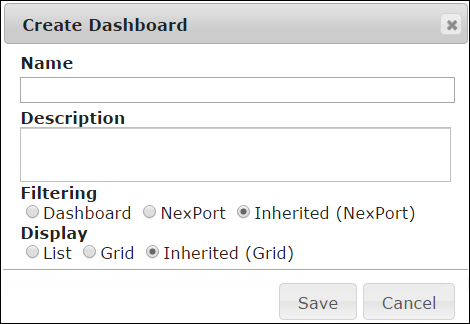 Create Dashboard
Name
Description
Filtering
Dashboard NexPort Inherited (NexPort)
Display
List Grid Inherited (Grid)
Save Cancel